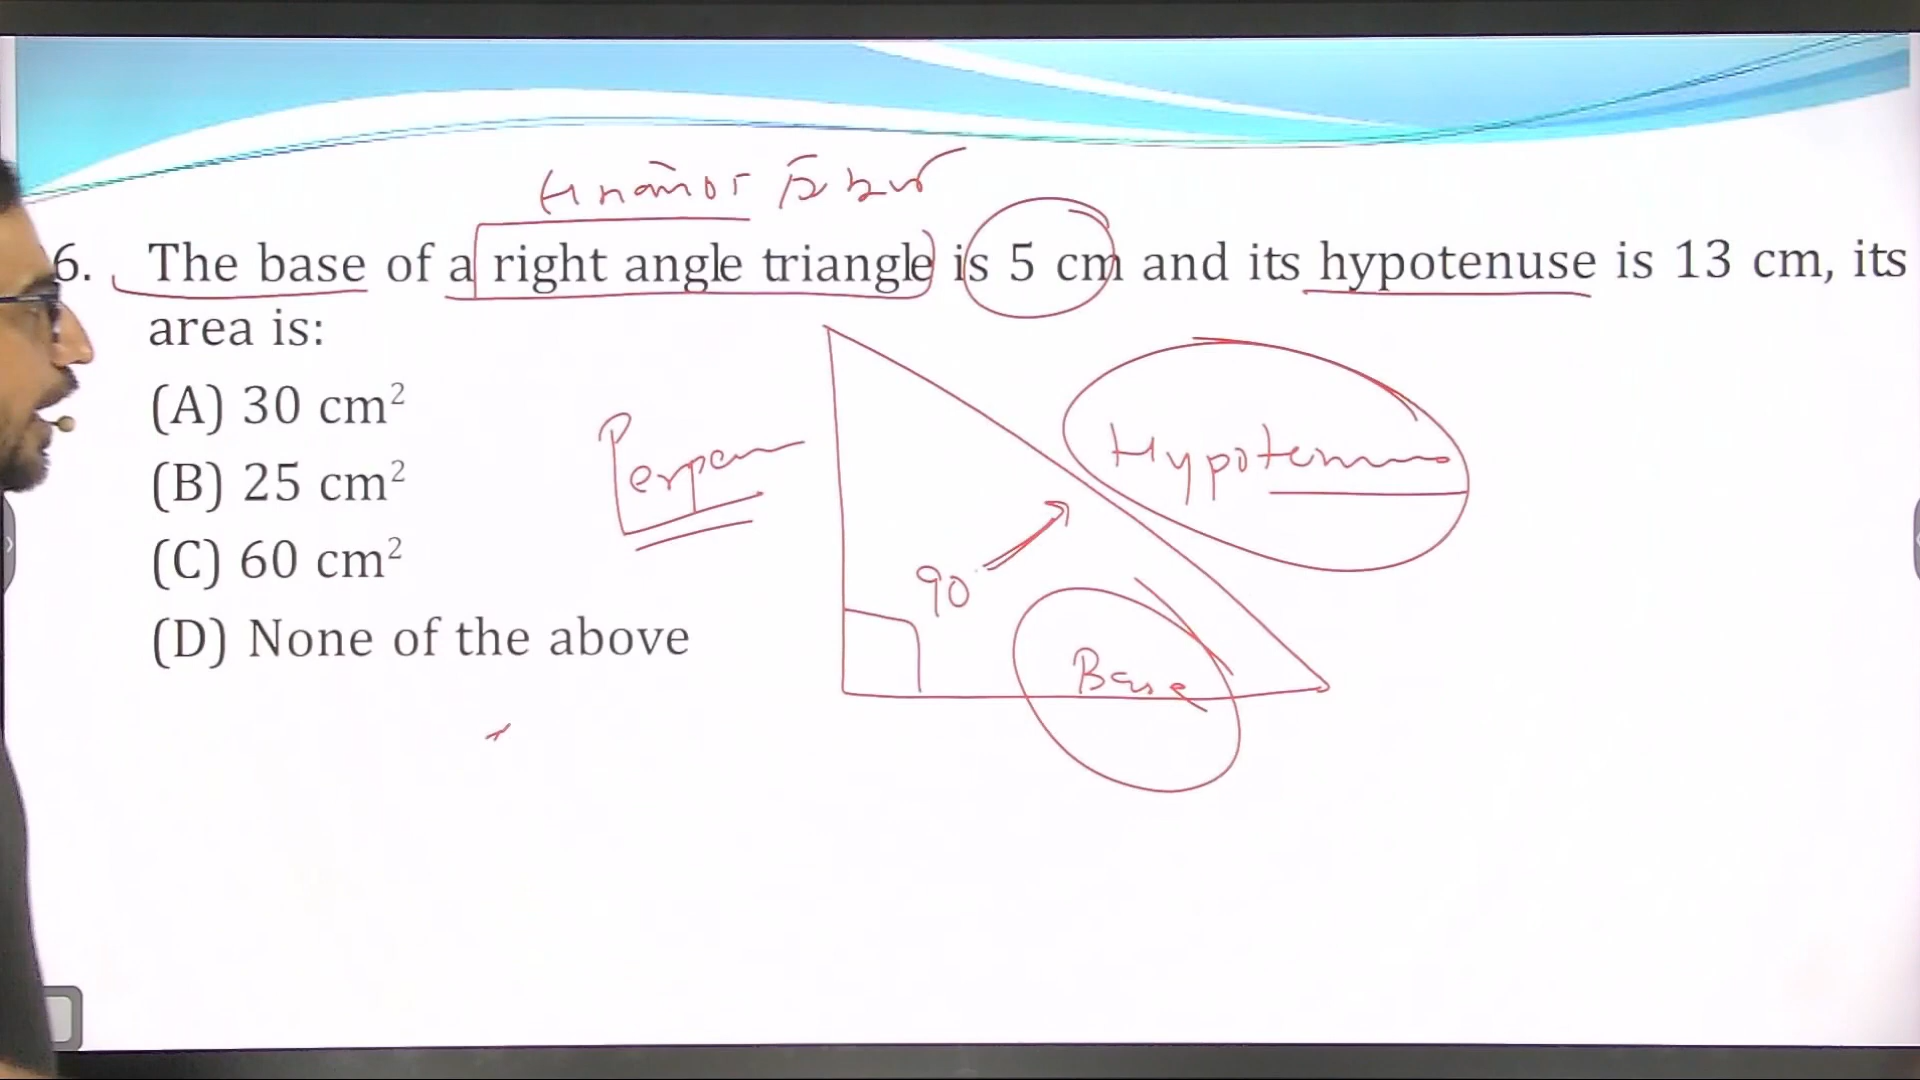 6. The base of a right angle triangle is 5 cm and its hypotenuse is 13 cm, its
area is:
(A) 30 cm²
(B) 25 cm²
(C) 60 cm²
(D) None of the above
Perpen
Hypotenuse
90
Base